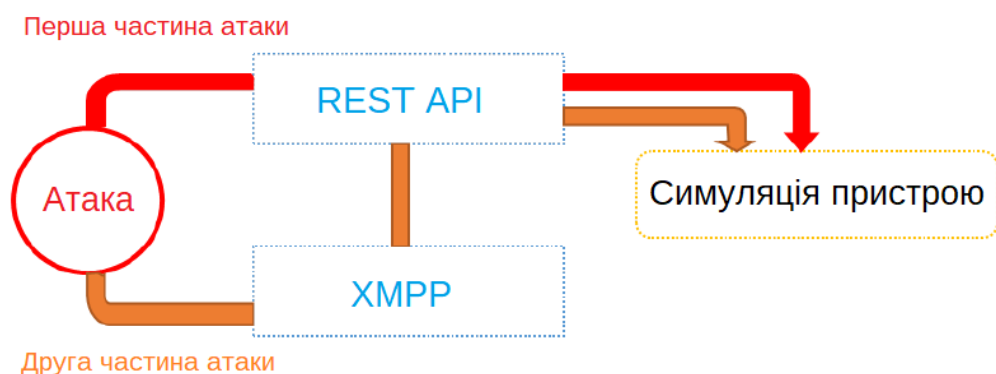 Перша частина атаки
REST API
Атака
Симуляція пристрою
XMPP
Друга частина атаки